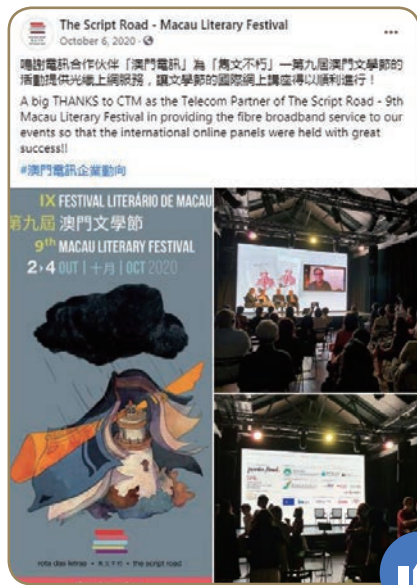 The Script Road - Macau Literary Festival
October 6, 2020
鳴謝電訊合作伙伴「澳門電訊」為「雋文不朽」—第九屆澳門文學節的
活動提供光纖上網服務，讓文學節的國際網上講座得以順利進行！
A big THANKS to CTM as the Telecom Partner of The Script Road - 9th
Macau Literary Festival in providing the fibre broadband service to our
events so that the international online panels were held with great
success!!
#澳門電訊企業動向
IX FESTIVAL LITERÁRIO DE MACAU
第九屆 澳門文學節
9th MACAU LITERARY FESTIVAL
2>4 OUT | 十月 | OCT 2020
rota das letras • 雋文不朽 • the script road